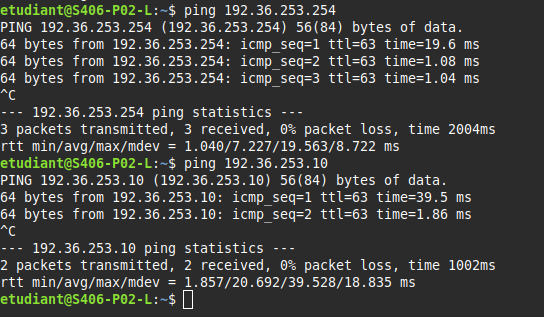 etudiant@S406-P02-L:~$ ping 192.36.253.254
PING 192.36.253.254 (192.36.253.254) 56(84) bytes of data.
64 bytes from 192.36.253.254: icmp_seq=1 ttl=63 time=19.6 ms
64 bytes from 192.36.253.254: icmp_seq=2 ttl=63 time=1.08 ms
64 bytes from 192.36.253.254: icmp_seq=3 ttl=63 time=1.04 ms
^C
--- 192.36.253.254 ping statistics ---
3 packets transmitted, 3 received, 0% packet loss, time 2004ms
rtt min/avg/max/mdev = 1.040/7.227/19.563/8.722 ms
etudiant@S406-P02-L:~$ ping 192.36.253.10
PING 192.36.253.10 (192.36.253.10) 56(84) bytes of data.
64 bytes from 192.36.253.10: icmp_seq=1 ttl=63 time=39.5 ms
64 bytes from 192.36.253.10: icmp_seq=2 ttl=63 time=1.86 ms
^C
--- 192.36.253.10 ping statistics ---
2 packets transmitted, 2 received, 0% packet loss, time 1002ms
rtt min/avg/max/mdev = 1.857/20.692/39.528/18.835 ms
etudiant@S406-P02-L:~$